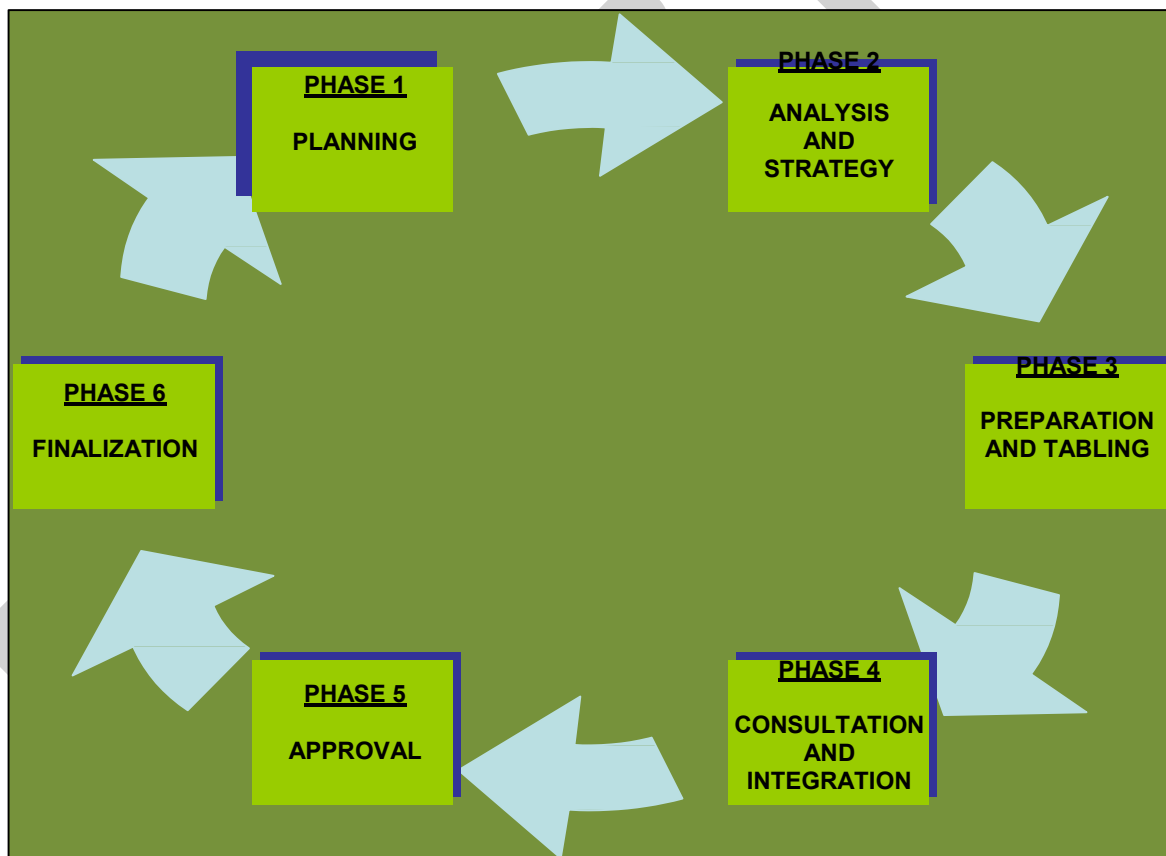 PHASE 1
PLANNING
PHASE 2
ANALYSIS
AND
STRATEGY
PHASE 3
PREPARATION
AND TABLING
PHASE 4
CONSULTATION
AND
INTEGRATION
PHASE 5
APPROVAL
PHASE 6
FINALIZATION